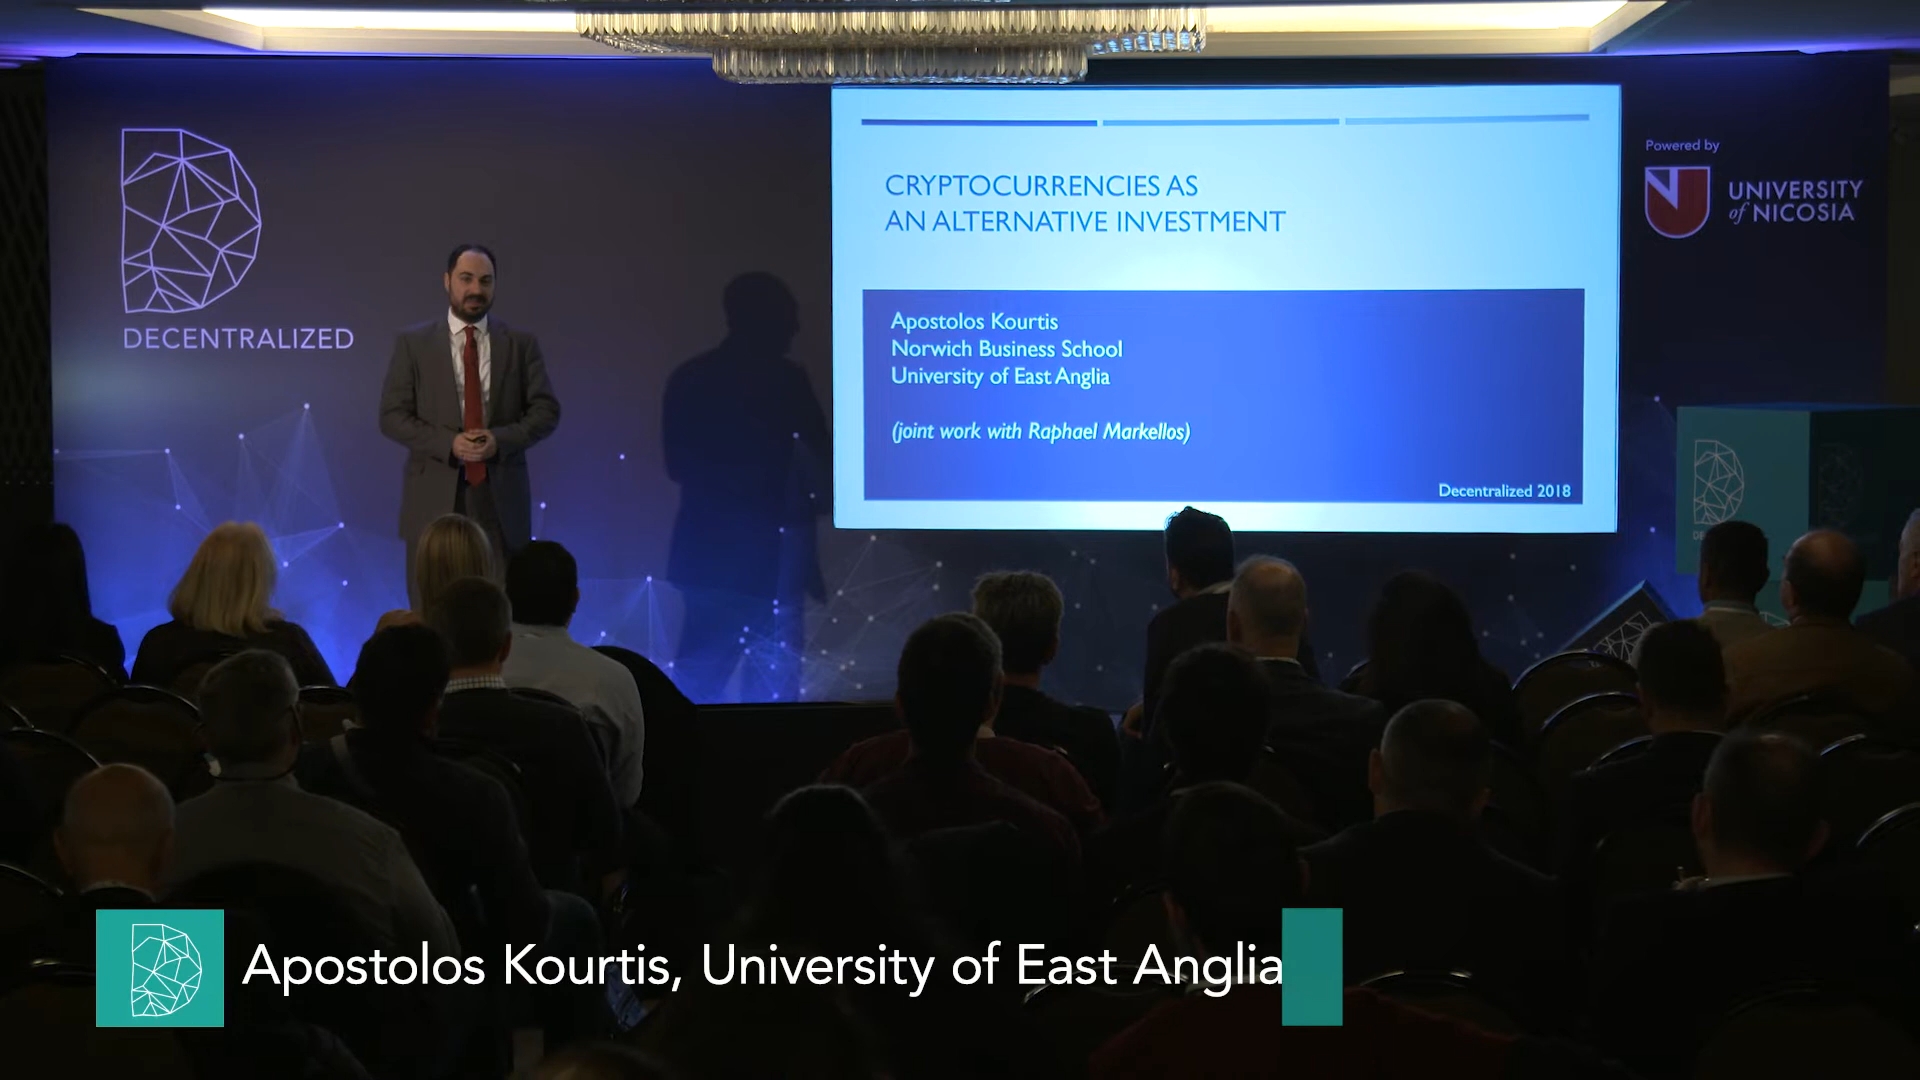 DECENTRALIZED
CRYPTOCURRENCIES AS
AN ALTERNATIVE INVESTMENT
Apostolos Kourtis
Norwich Business School
University of East Anglia
(joint work with Raphael Markellos)
Decentralized 2018
Powered by
UNIVERSITY
of NICOSIA
Apostolos Kourtis, University of East Anglia